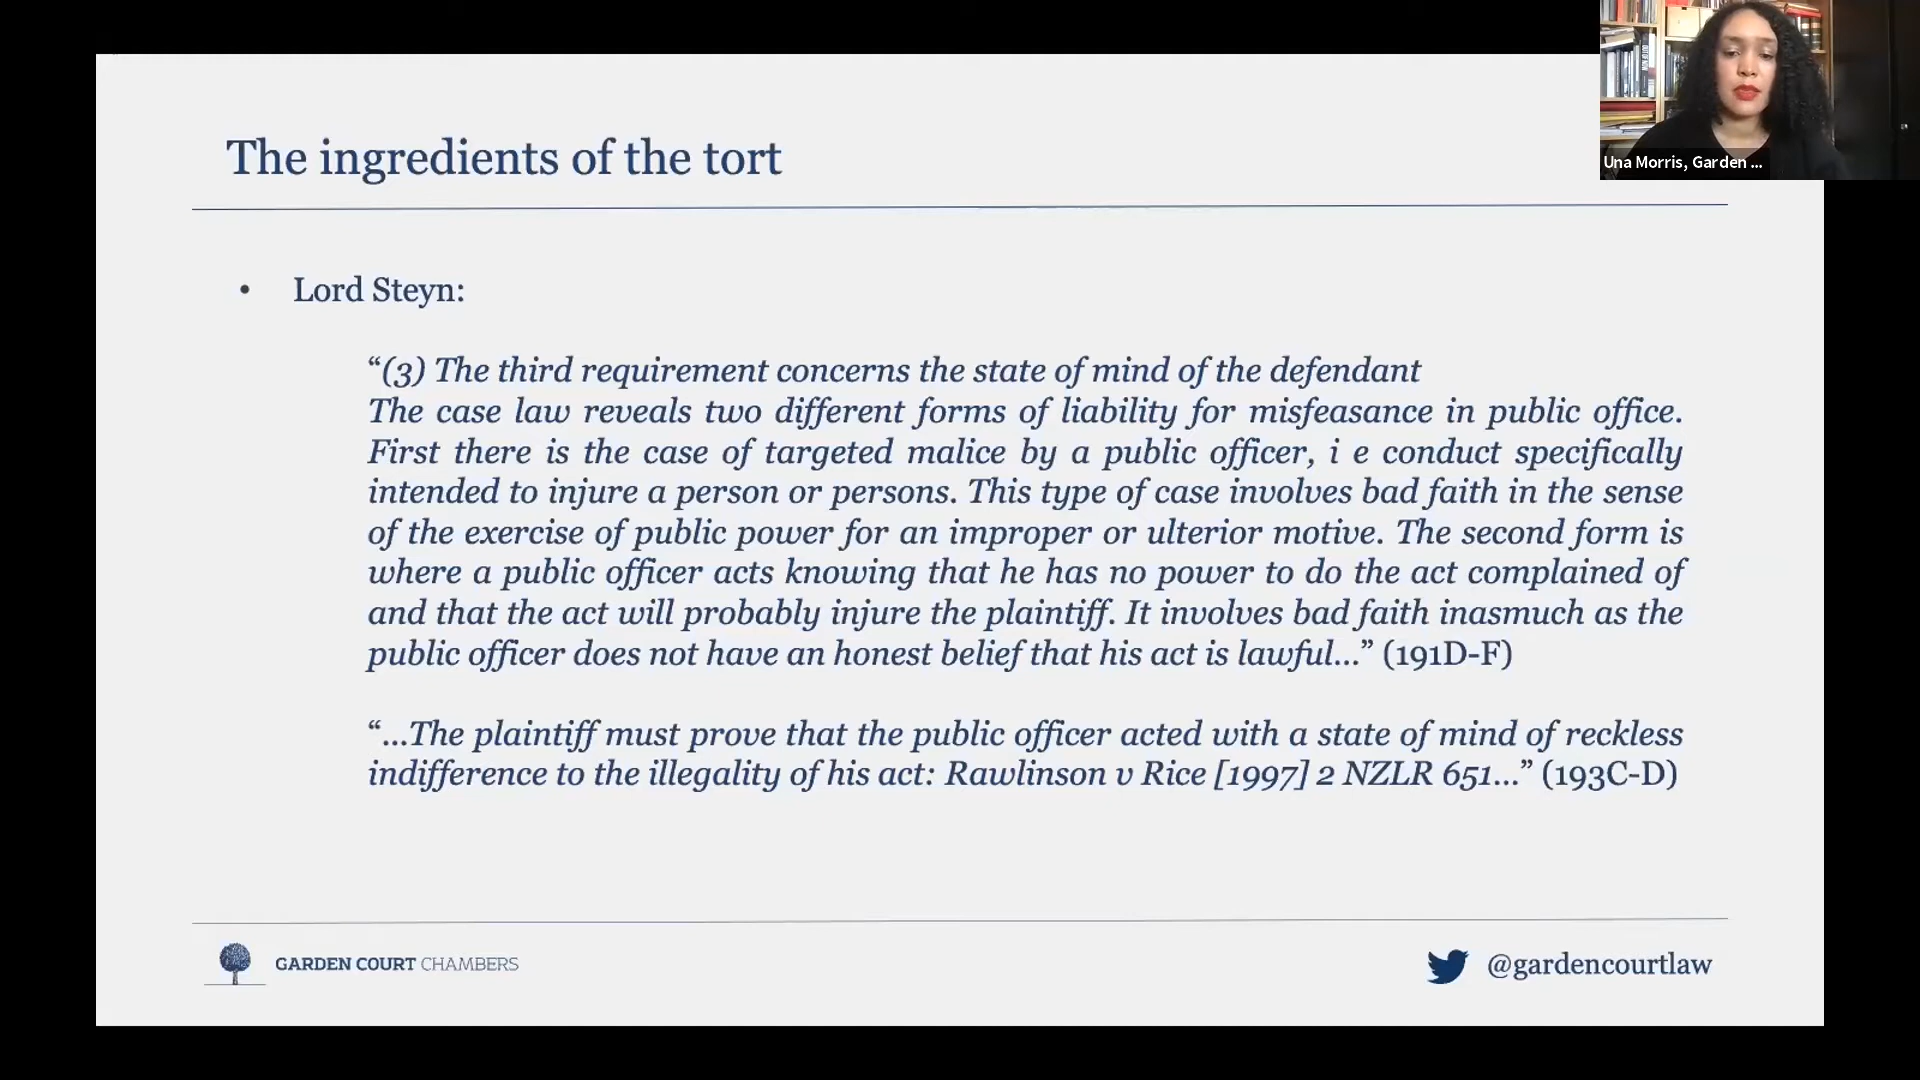 Una Morris, Garden ...
The ingredients of the tort
• Lord Steyn:
“(3) The third requirement concerns the state of mind of the defendant
The case law reveals two different forms of liability for misfeasance in public office.
First there is the case of targeted malice by a public officer, i e conduct specifically
intended to injure a person or persons. This type of case involves bad faith in the sense
of the exercise of public power for an improper or ulterior motive. The second form is
where a public officer acts knowing that he has no power to do the act complained of
and that the act will probably injure the plaintiff. It involves bad faith inasmuch as the
public officer does not have an honest belief that his act is lawful...” (191D-F)
“...The plaintiff must prove that the public officer acted with a state of mind of reckless
indifference to the illegality of his act: Rawlinson v Rice [1997] 2 NZLR 651...” (193C-D)
GARDEN COURT CHAMBERS
@gardencourtlaw